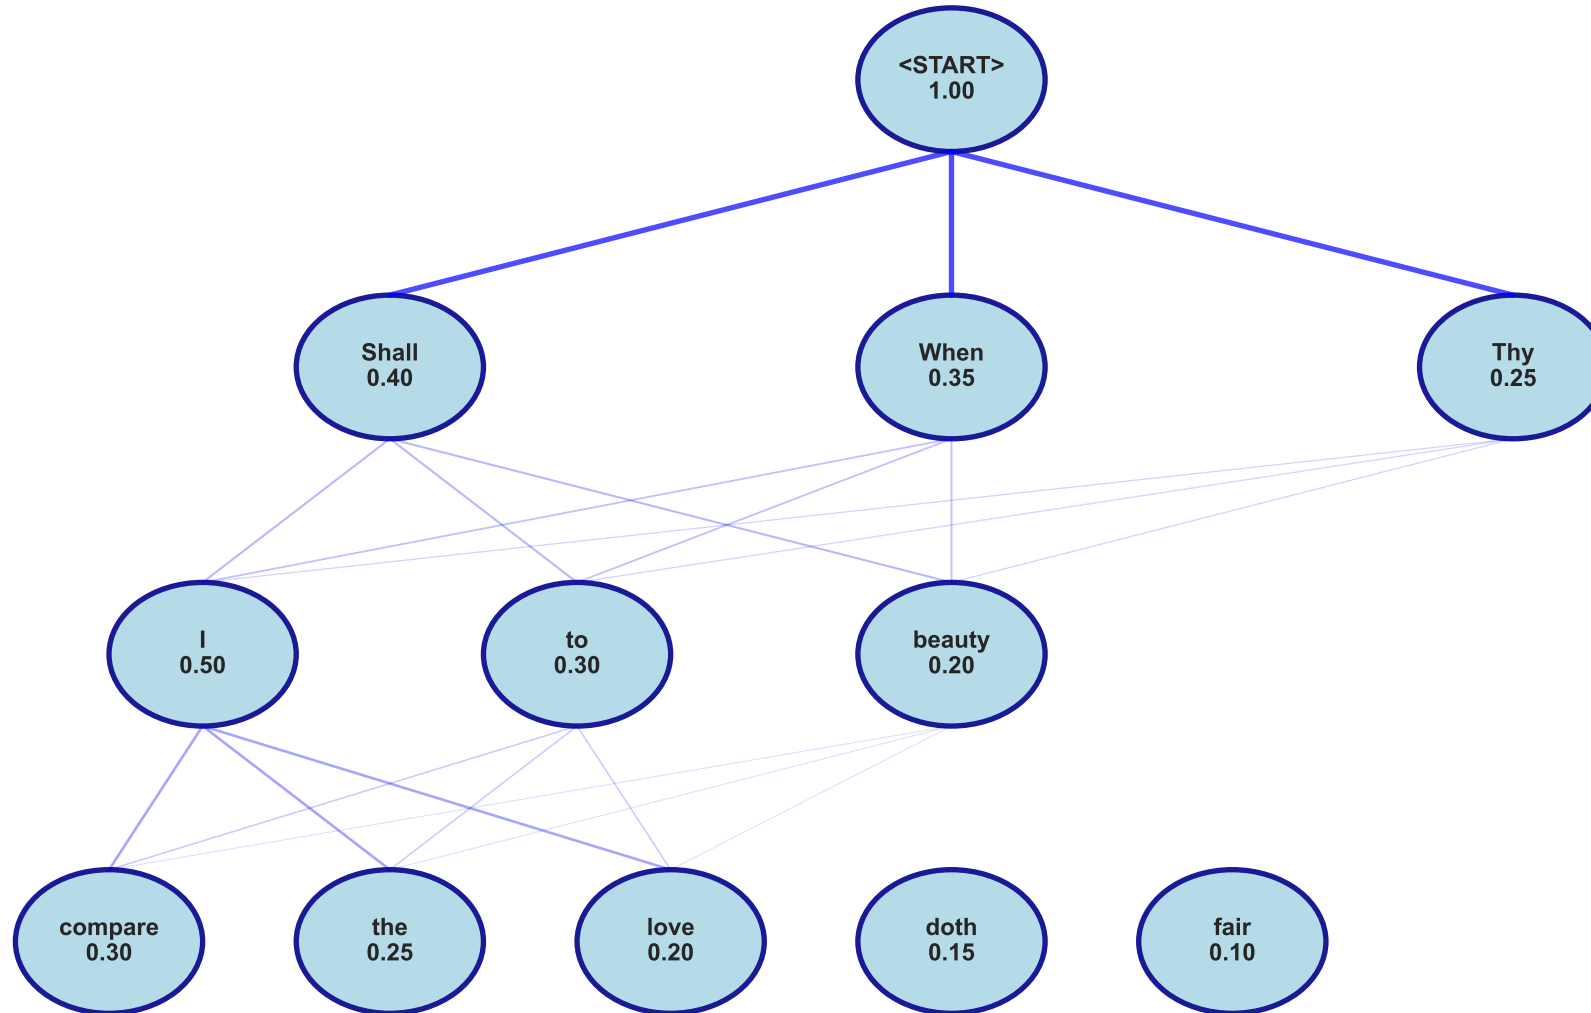 <START>
1.00
Shall
0.40
When
0.35
Thy
0.25
I
0.50
to
0.30
beauty
0.20
compare
0.30
the
0.25
love
0.20
doth
0.15
fair
0.10